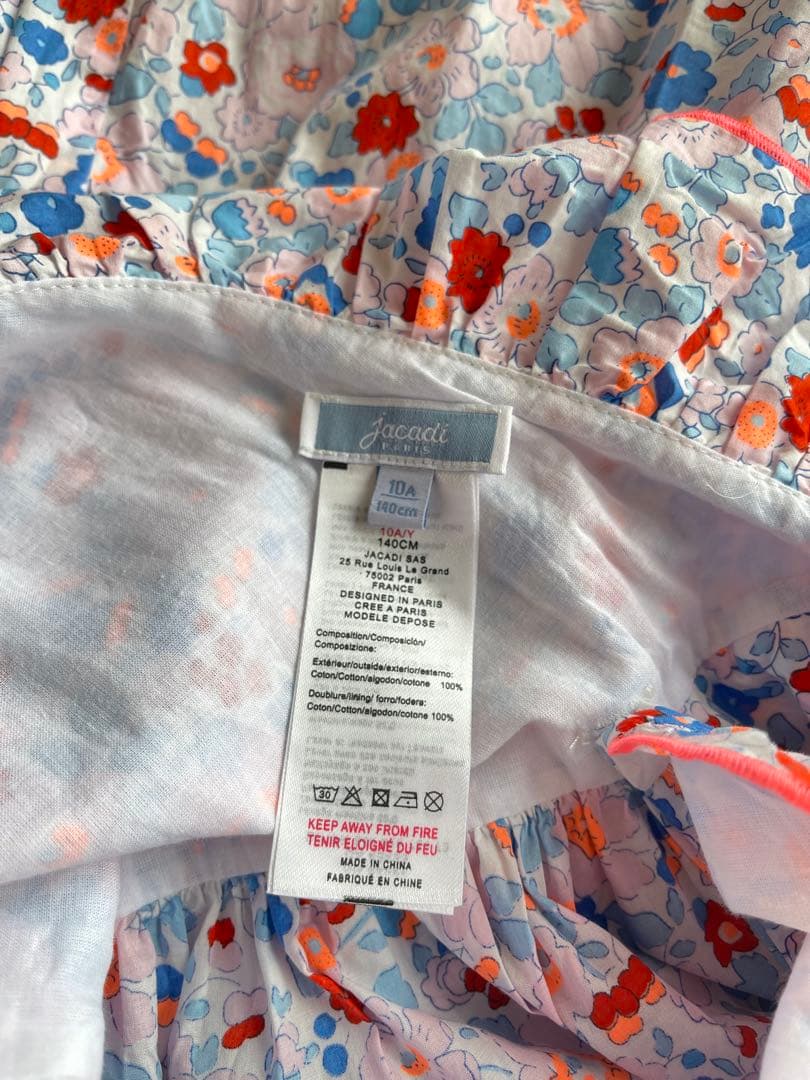 jacadi
PARIS
10A
140cm
10A/Y
140CM
JACADI SAS
25 Rue Louis Le Grand
75002 Paris
FRANCE
DESIGNED IN PARIS
CREE A PARIS
MODELE DEPOSE
Composition/Composición/
Composizione:
Extérieur/outside/exterior/esterno:
Coton/Cotton/algodon/cotone 100%
Doublure/lining/ forro/fodera:
Coton/Cotton/algodon/cotone 100%
30
KEEP AWAY FROM FIRE
TENIR ELOIGNÉ DU FEU
MADE IN CHINA
FABRIQUÉ EN CHINE